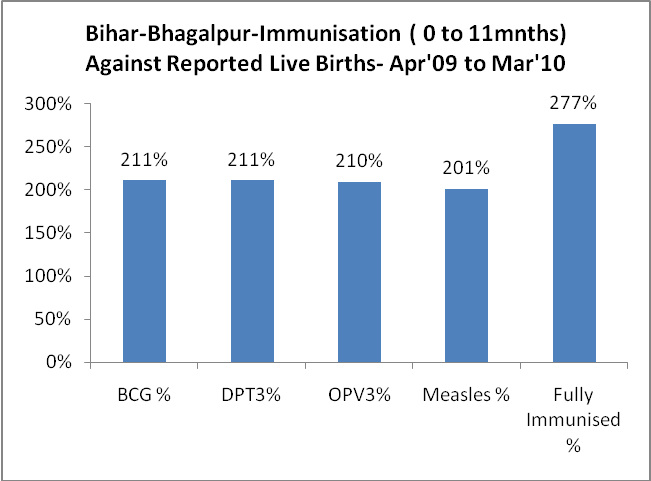 Bihar-Bhagalpur-Immunisation ( 0 to 11mnths)
Against Reported Live Births- Apr'09 to Mar'10
300%
250%
200%
150%
100%
50%
0%
211%
211%
210%
201%
277%
BCG %
DPT3%
OPV3%
Measles %
Fully
Immunised
%